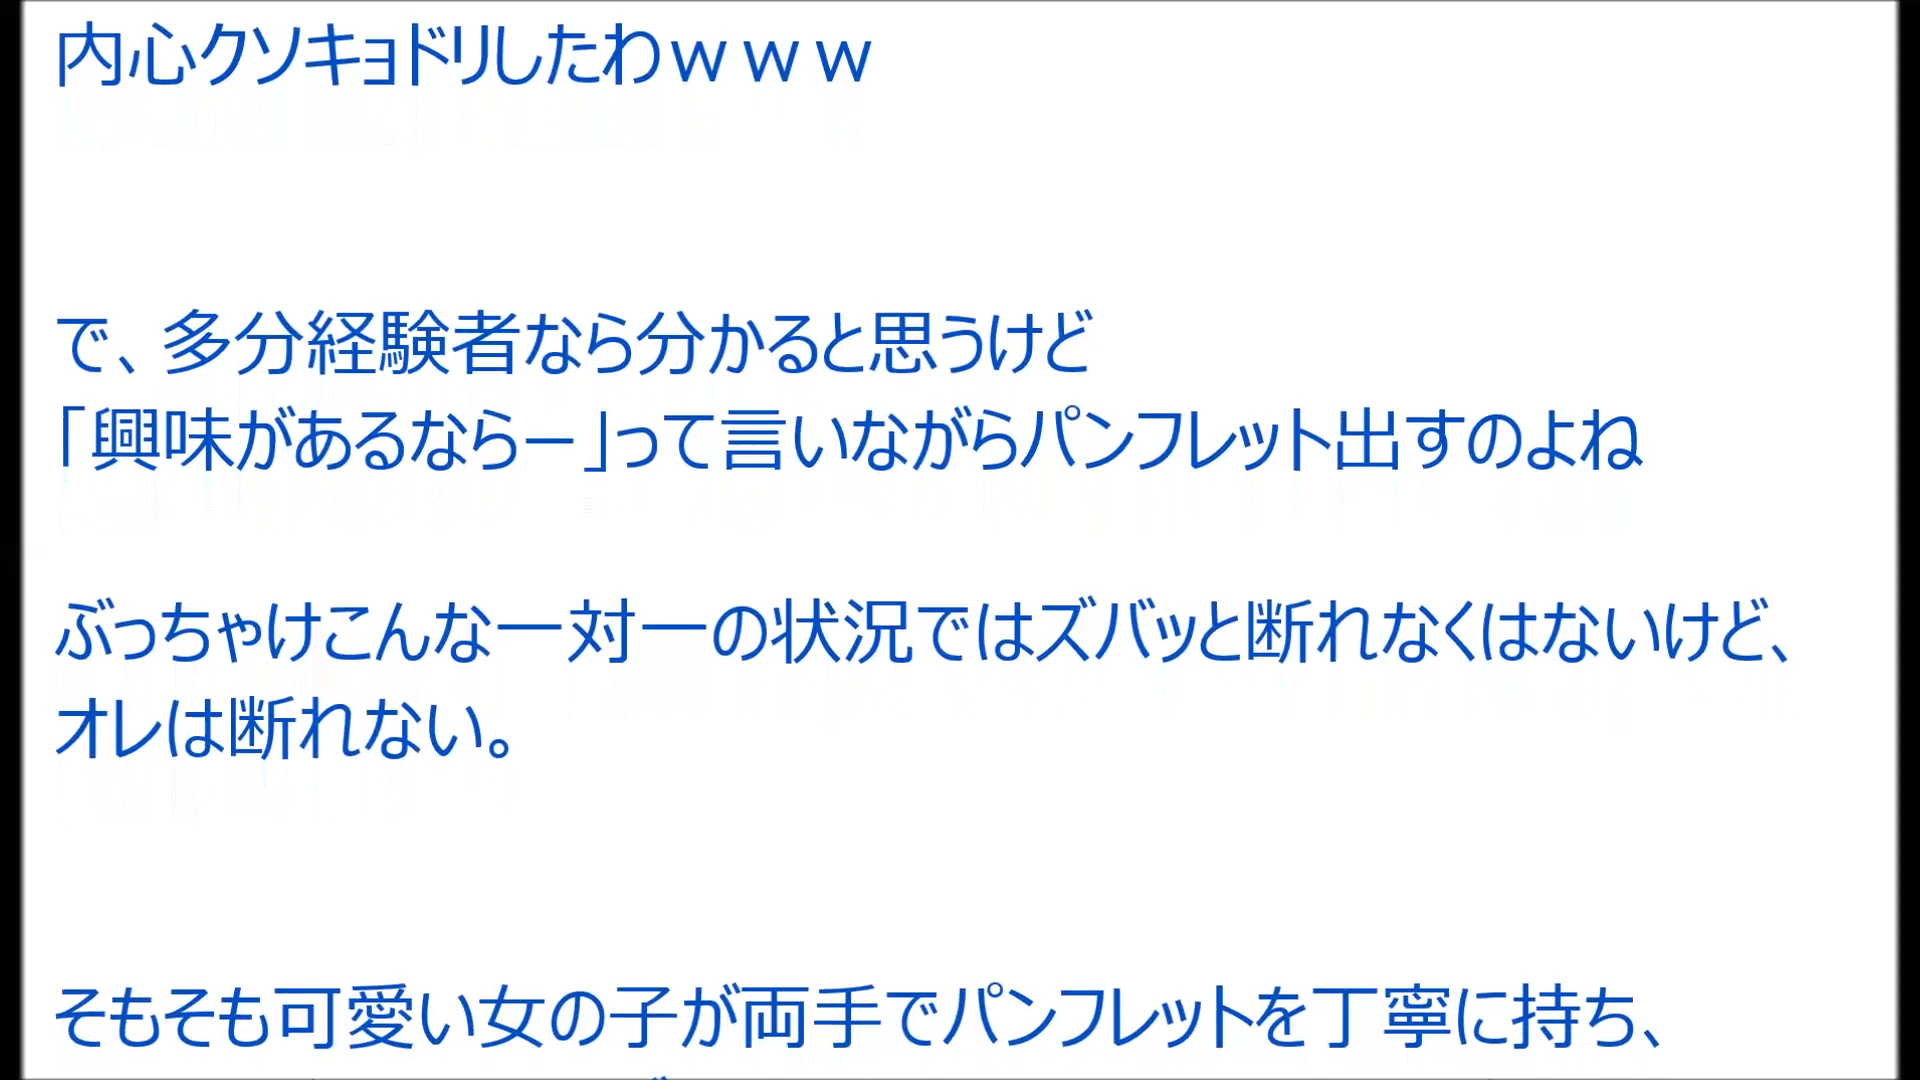 内心クソキョドリしたわｗｗｗ
で、多分経験者なら分かると思うけど
「興味があるならー」って言いながらパンフレット出すのよね
ぶっちゃけこんな一対一の状況ではズバッと断れなくはないけど、
オレは断れない。
そもそも可愛い女の子が両手でパンフレットを丁寧に持ち、